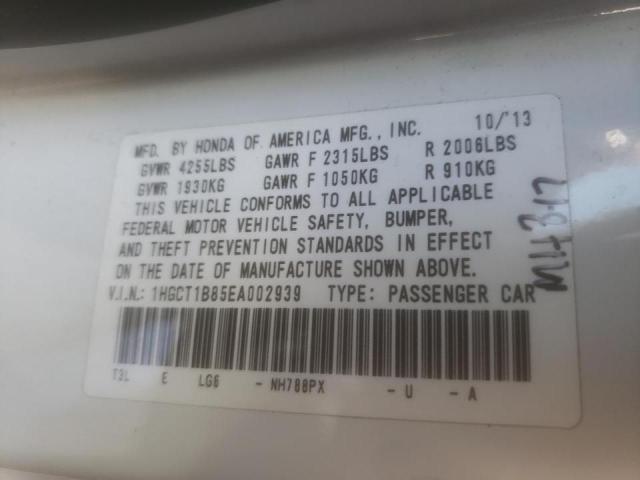 MFD. BY HONDA OF AMERICA MFG., INC. 10/'13
GVWR 4255LBS GAWR F 2315LBS R 2006LBS
GVWR 1930KG GAWR F 1050KG R 910KG
THIS VEHICLE CONFORMS TO ALL APPLICABLE
FEDERAL MOTOR VEHICLE SAFETY, BUMPER,
AND THEFT PREVENTION STANDARDS IN EFFECT
ON THE DATE OF MANUFACTURE SHOWN ABOVE.
V.I.N.: 1HGCT1B85EA002939 TYPE: PASSENGER CAR
T3L E LG6 - NH788PX - U - A